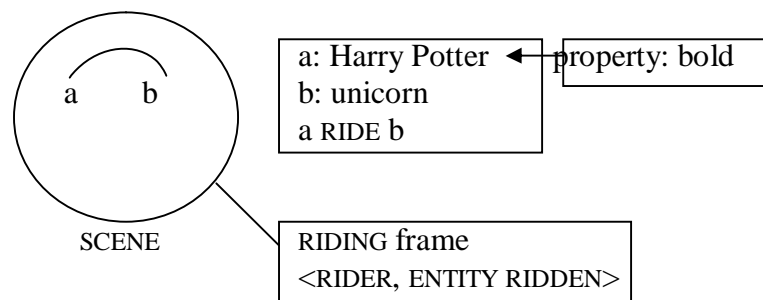 a: Harry Potter
property: bold
b: unicorn
a RIDE b
a b
SCENE
RIDING frame
<RIDER, ENTITY RIDDEN>